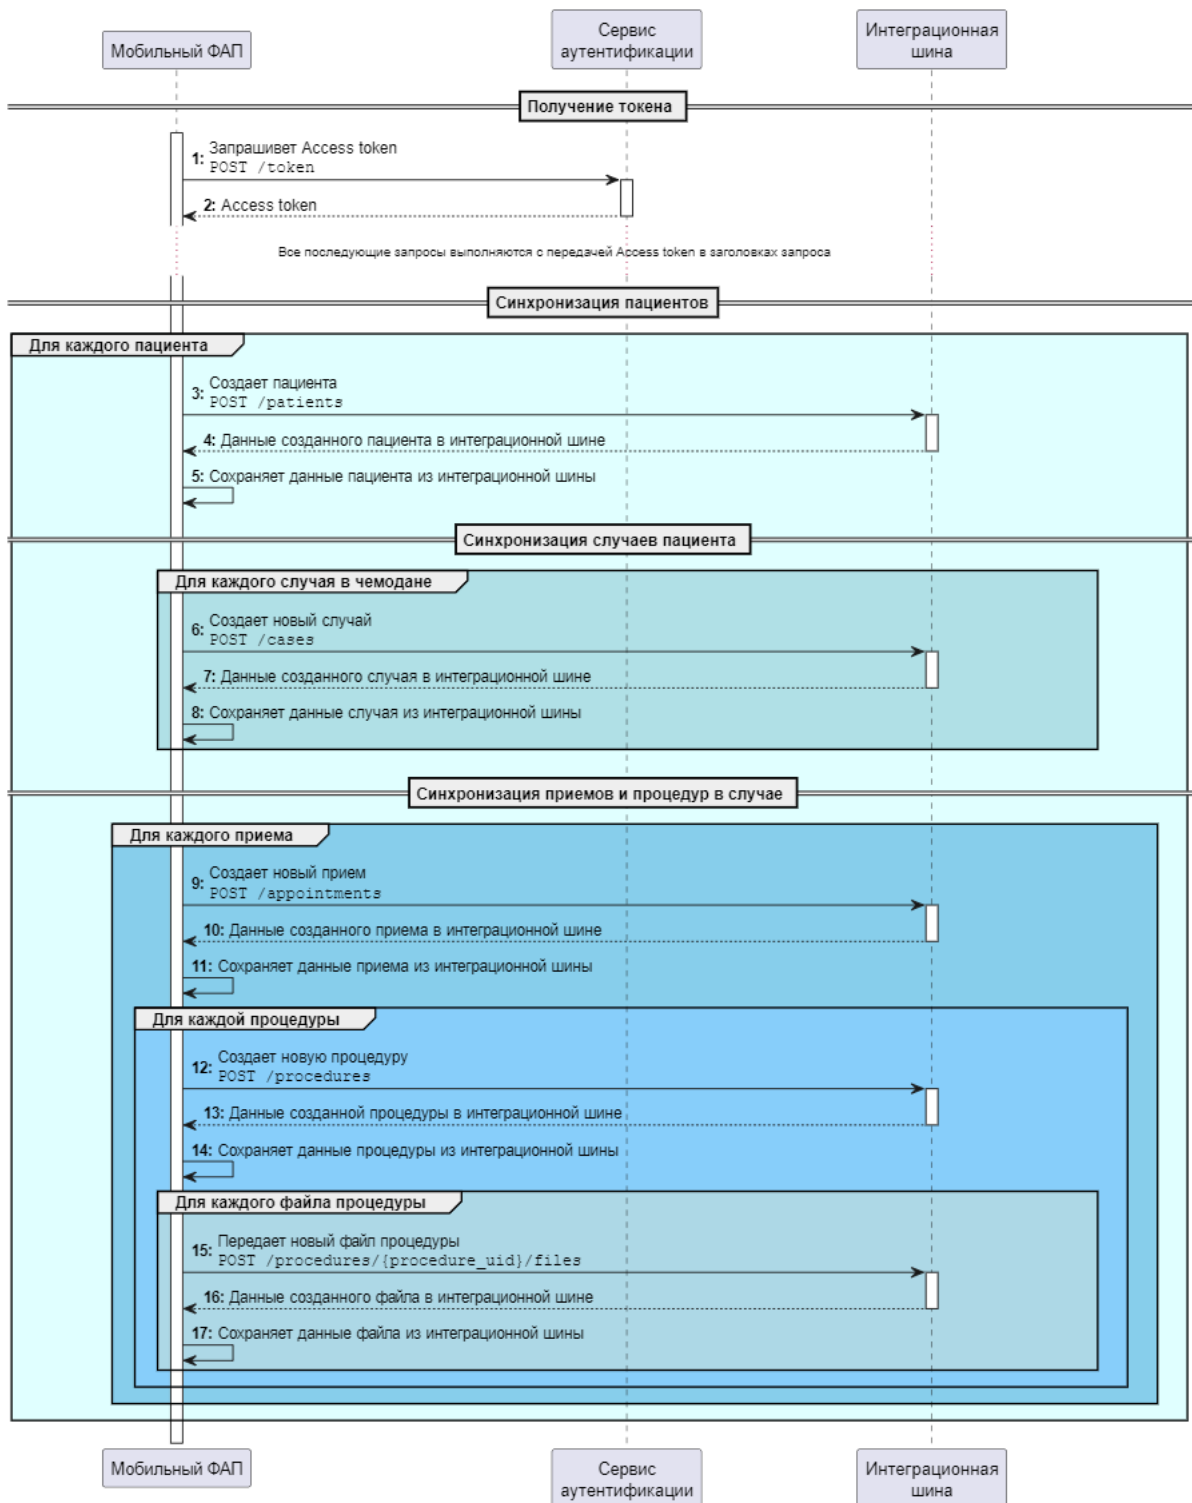 Мобильный ФАП
Сервис
аутентификации
Интеграционная
шина
Получение токена
1: Запрашивет Access token
POST /token
2: Access token
Все последующие запросы выполняются с передачей Access token в заголовках запроса
Синхронизация пациентов
Для каждого пациента
3: Создает пациента
POST /patients
4: Данные созданного пациента в интеграционной шине
5: Сохраняет данные пациента из интеграционной шины
Синхронизация случаев пациента
Для каждого случая в чемодане
6: Создает новый случай
POST /cases
7: Данные созданного случая в интеграционной шине
8: Сохраняет данные случая из интеграционной шины
Синхронизация приемов и процедур в случае
Для каждого приема
9: Создает новый прием
POST /appointments
10: Данные созданного приема в интеграционной шине
11: Сохраняет данные приема из интеграционной шины
Для каждой процедуры
12: Создает новую процедуру
POST /procedures
13: Данные созданной процедуры в интеграционной шине
14: Сохраняет данные процедуры из интеграционной шины
Для каждого файла процедуры
15: Передает новый файл процедуры
POST /procedures/{procedure_uid}/files
16: Данные созданного файла в интеграционной шине
17: Сохраняет данные файла из интеграционной шины
Мобильный ФАП
Сервис
аутентификации
Интеграционная
шина